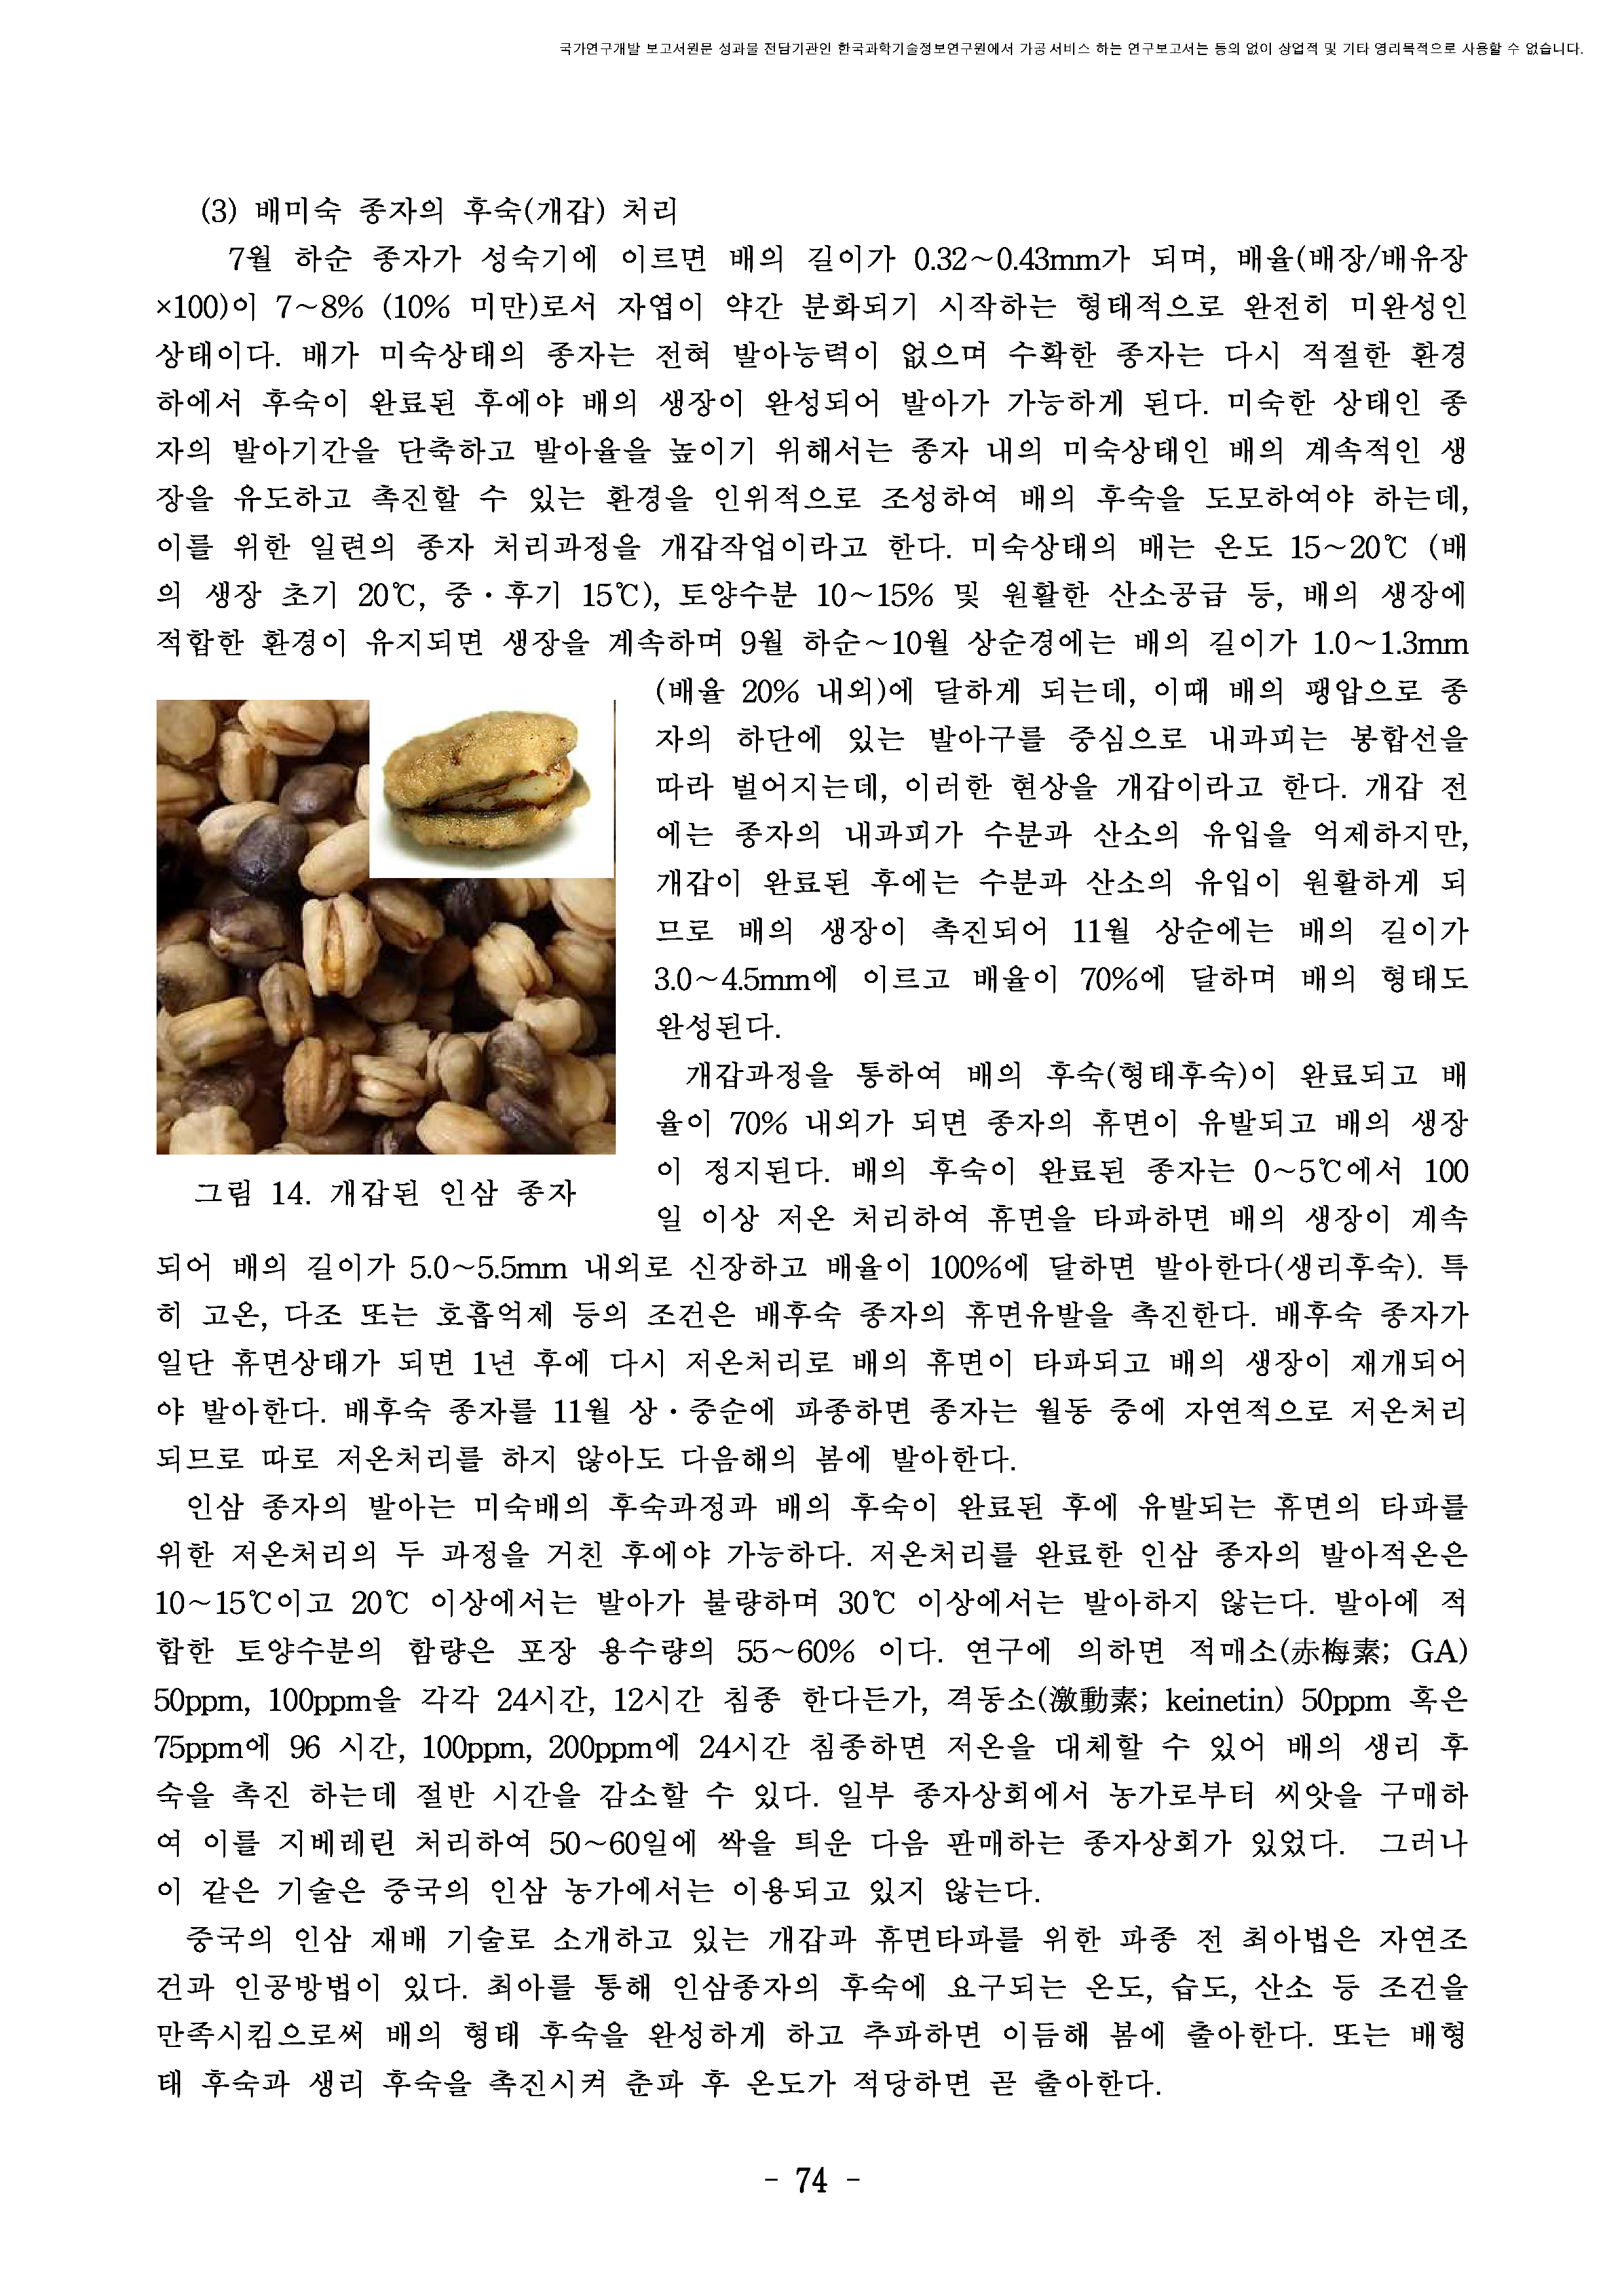 국가연구개발 보고서원문 성과물 전담기관인 한국과학기술정보연구원에서 가공·서비스 하는 연구보고서는 동의 없이 상업적 및 기타 영리목적으로 사용할 수 없습니다.
(3) 배미숙 종자의 후숙(개갑) 처리
7월 하순 종자가 성숙기에 이르면 배의 길이가 0.32~0.43mm가 되며, 배율(배장/배유장
×100)이 7~8% (10% 미만)로서 자엽이 약간 분화되기 시작하는 형태적으로 완전히 미완성인
상태이다. 배가 미숙상태의 종자는 전혀 발아능력이 없으며 수확한 종자는 다시 적절한 환경
하에서 후숙이 완료된 후에야 배의 생장이 완성되어 발아가 가능하게 된다. 미숙한 상태인 종
자의 발아기간을 단축하고 발아율을 높이기 위해서는 종자 내의 미숙상태인 배의 계속적인 생
장을 유도하고 촉진할 수 있는 환경을 인위적으로 조성하여 배의 후숙을 도모하여야 하는데,
이를 위한 일련의 종자 처리과정을 개갑작업이라고 한다. 미숙상태의 배는 온도 15~20℃ (배
의 생장 초기 20℃, 중·후기 15℃), 토양수분 10~15% 및 원활한 산소공급 등, 배의 생장에
적합한 환경이 유지되면 생장을 계속하며 9월 하순~10월 상순경에는 배의 길이가 1.0~1.3mm
(배율 20% 내외)에 달하게 되는데, 이때 배의 팽압으로 종
자의 하단에 있는 발아구를 중심으로 내과피는 봉합선을
따라 벌어지는데, 이러한 현상을 개갑이라고 한다. 개갑 전
에는 종자의 내과피가 수분과 산소의 유입을 억제하지만,
개갑이 완료된 후에는 수분과 산소의 유입이 원활하게 되
므로 배의 생장이 촉진되어 11월 상순에는 배의 길이가
3.0~4.5mm에 이르고 배율이 70%에 달하며 배의 형태도
완성된다.
개갑과정을 통하여 배의 후숙(형태후숙)이 완료되고 배
율이 70% 내외가 되면 종자의 휴면이 유발되고 배의 생장
이 정지된다. 배의 후숙이 완료된 종자는 0~5℃에서 100
일 이상 저온 처리하여 휴면을 타파하면 배의 생장이 계속
그림 14. 개갑된 인삼 종자
되어 배의 길이가 5.0~5.5mm 내외로 신장하고 배율이 100%에 달하면 발아한다(생리후숙). 특
히 고온, 다조 또는 호흡억제 등의 조건은 배후숙 종자의 휴면유발을 촉진한다. 배후숙 종자가
일단 휴면상태가 되면 1년 후에 다시 저온처리로 배의 휴면이 타파되고 배의 생장이 재개되어
야 발아한다. 배후숙 종자를 11월 상·중순에 파종하면 종자는 월동 중에 자연적으로 저온처리
되므로 따로 저온처리를 하지 않아도 다음해의 봄에 발아한다.
인삼 종자의 발아는 미숙배의 후숙과정과 배의 후숙이 완료된 후에 유발되는 휴면의 타파를
위한 저온처리의 두 과정을 거친 후에야 가능하다. 저온처리를 완료한 인삼 종자의 발아적온은
10~15℃이고 20℃ 이상에서는 발아가 불량하며 30℃ 이상에서는 발아하지 않는다. 발아에 적
합한 토양수분의 함량은 포장 용수량의 55~60% 이다. 연구에 의하면 적매소(赤梅素; GA)
50ppm, 100ppm을 각각 24시간, 12시간 침종 한다든가, 격동소(激動素; keinetin) 50ppm 혹은
75ppm에 96 시간, 100ppm, 200ppm에 24시간 침종하면 저온을 대체할 수 있어 배의 생리 후
숙을 촉진 하는데 절반 시간을 감소할 수 있다. 일부 종자상회에서 농가로부터 씨앗을 구매하
여 이를 지베레린 처리하여 50~60일에 싹을 틔운 다음 판매하는 종자상회가 있었다. 그러나
이 같은 기술은 중국의 인삼 농가에서는 이용되고 있지 않는다.
중국의 인삼 재배 기술로 소개하고 있는 개갑과 휴면타파를 위한 파종 전 최아법은 자연조
건과 인공방법이 있다. 최아를 통해 인삼종자의 후숙에 요구되는 온도, 습도, 산소 등 조건을
만족시킴으로써 배의 형태 후숙을 완성하게 하고 추파하면 이듬해 봄에 출아한다. 또는 배형
태 후숙과 생리 후숙을 촉진시켜 춘파 후 온도가 적당하면 곧 출아한다.
- 74 -